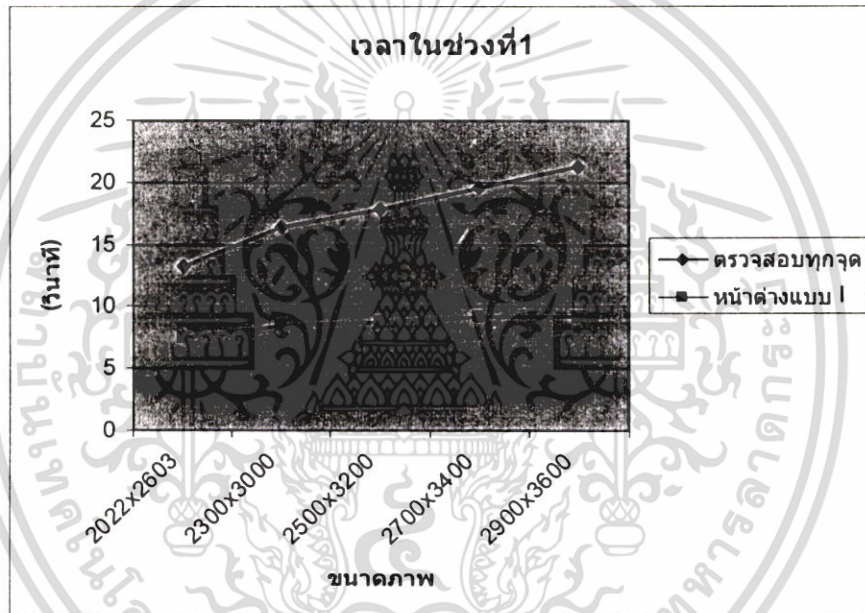 เวลาในช่วงที่1
25
20
15
10
5
0
(วินาที)
2022x2603
2300x3000
2500x3200
2700x3400
2900x3600
ขนาดภาพ
ตรวจสอบทุกจุด
หน้าต่างแบบ I